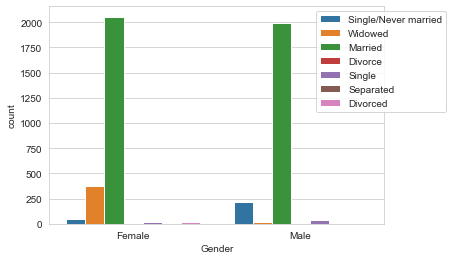 2000
1750
1500
1250
1000
750
500
250
0
count
Female
Male
Gender
Single/Never married
Widowed
Married
Divorce
Single
Separated
Divorced